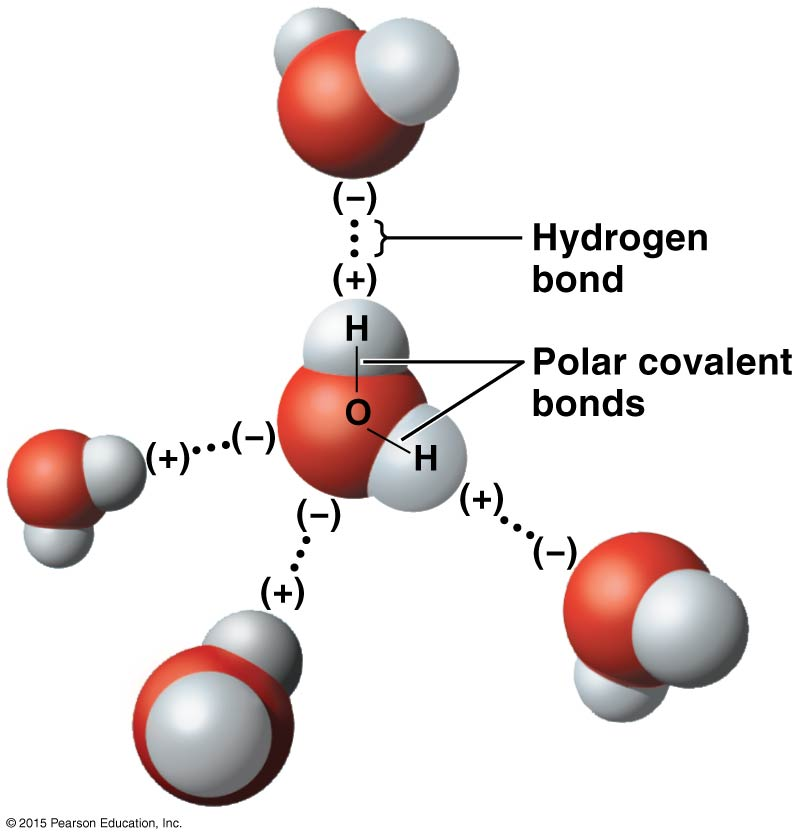 (–)
Hydrogen
bond
(+)
H
Polar covalent
bonds
O
(+) (–)
H
(–)
(+)
(–)
(+)
© 2015 Pearson Education, Inc.